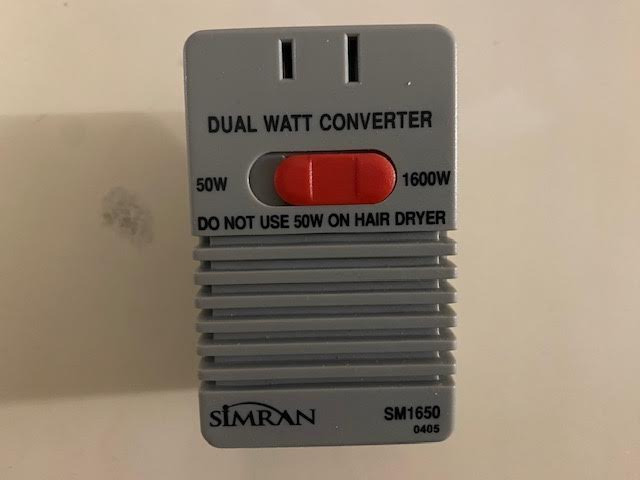 DUAL WATT CONVERTER
50W 1600W
DO NOT USE 50W ON HAIR DRYER
SIMRAN SM1650
0405